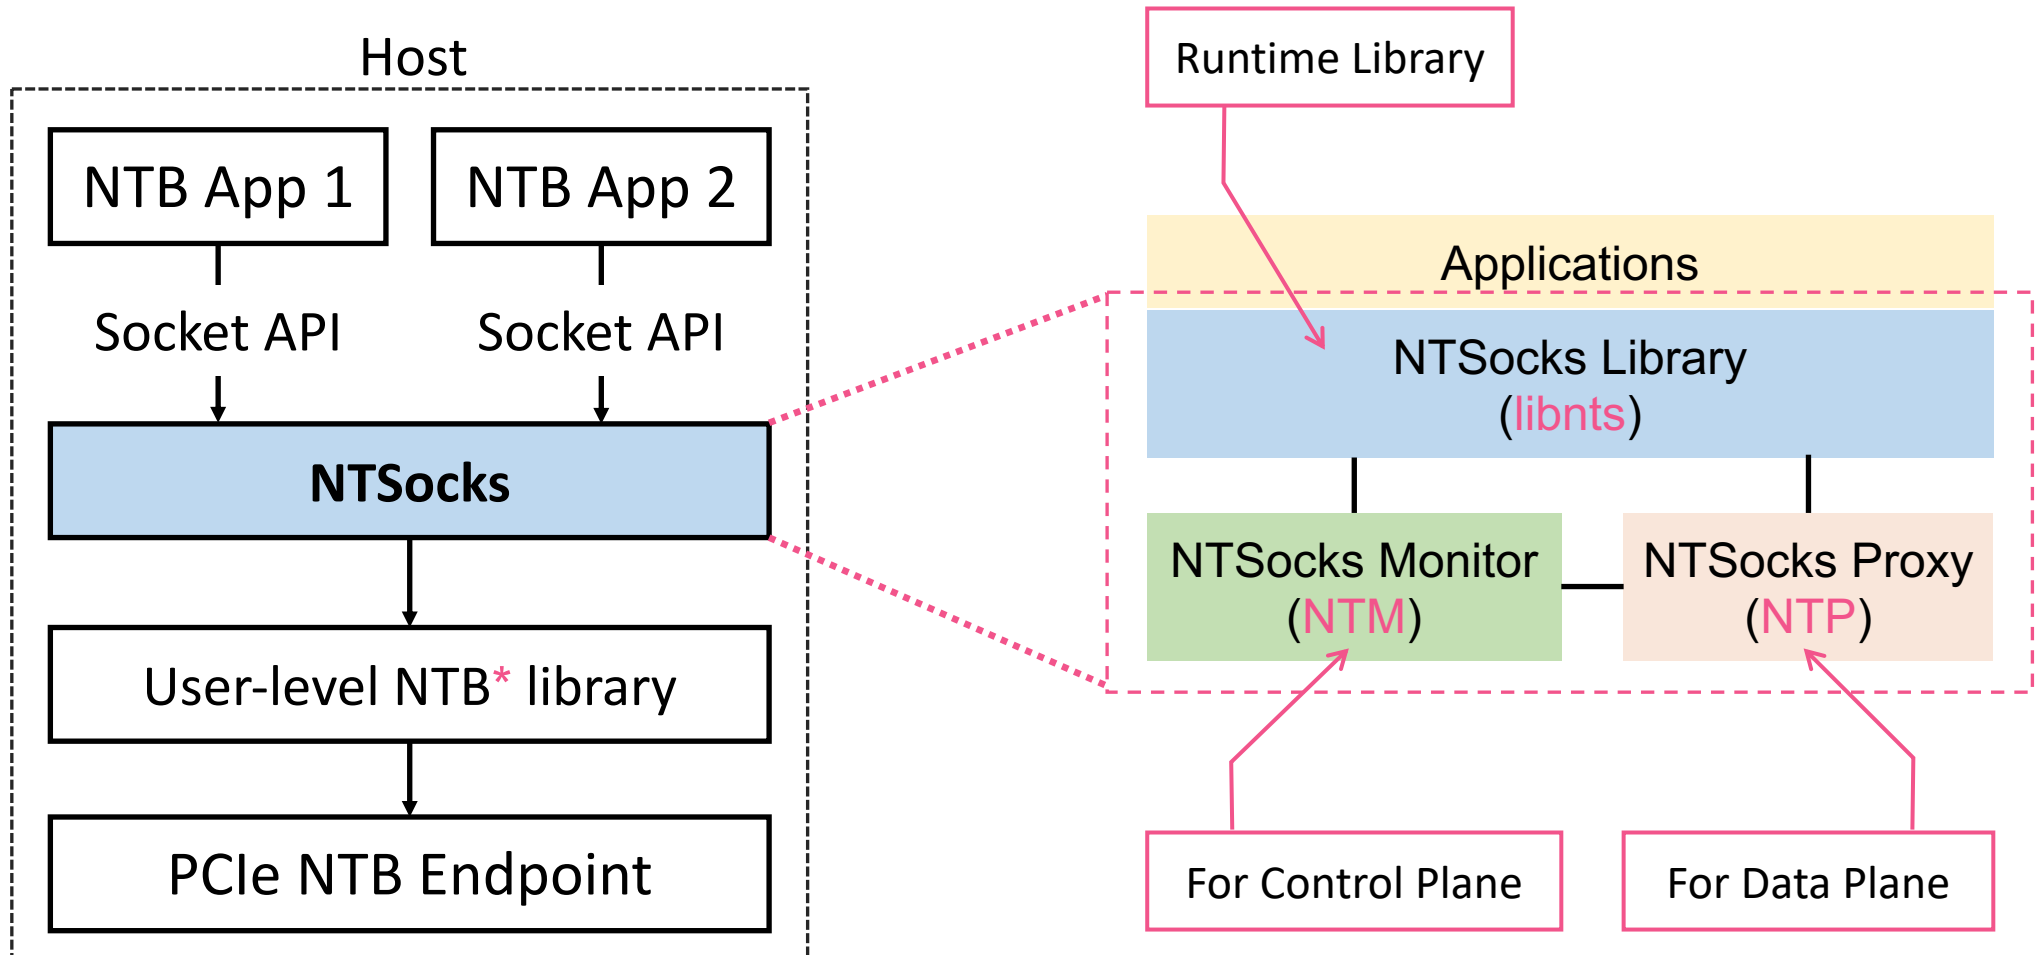 Host
NTB App 1
NTB App 2
Socket API
Socket API
NTSocks
User-level NTB* library
PCIe NTB Endpoint
Runtime Library
Applications
NTSocks Library
(libnts)
NTSocks Monitor
(NTM)
NTSocks Proxy
(NTP)
For Control Plane
For Data Plane